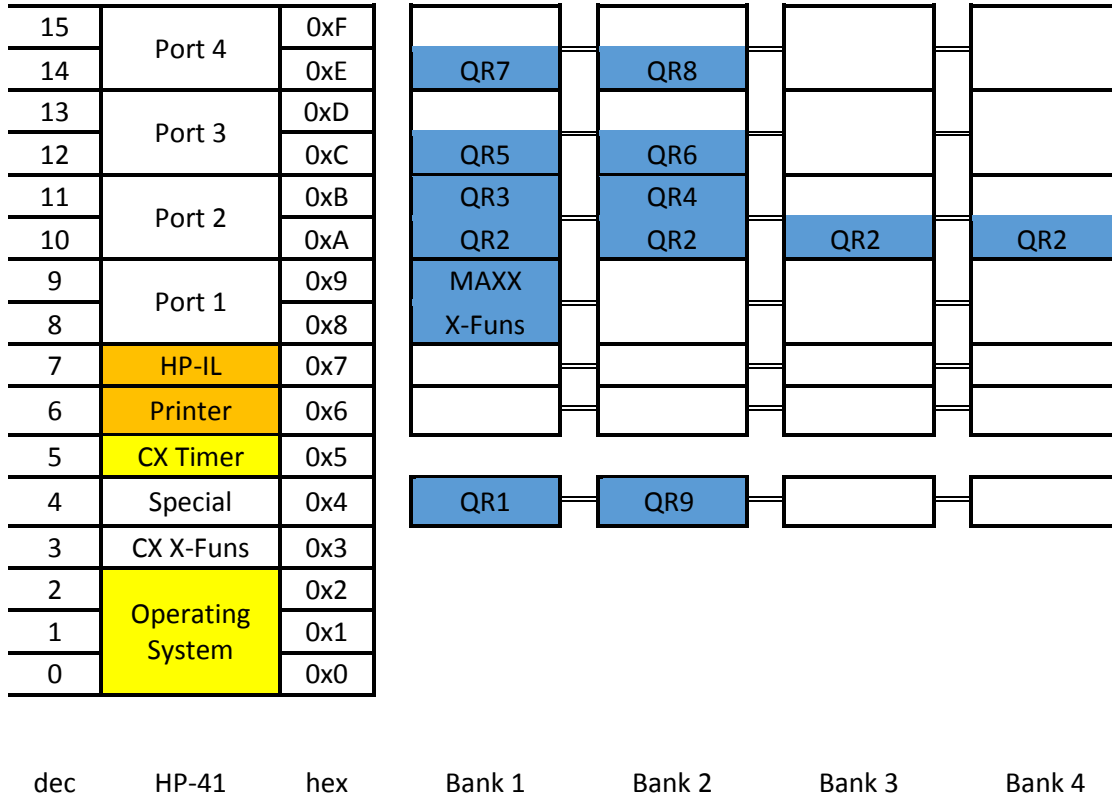 15 0xF
Port 4
14 0xE QR7 QR8
13 0xD
Port 3
12 0xC QR5 QR6
11 0xB QR3 QR4
Port 2
10 0xA QR2 QR2 QR2 QR2
9 0x9 MAXX
Port 1
8 0x8 X-Funs
7 HP-IL 0x7
6 Printer 0x6
5 CX Timer 0x5
4 Special 0x4 QR1 QR9
3 CX X-Funs 0x3
2 0x2
Operating
1 0x1
System
0 0x0
dec HP-41 hex Bank 1 Bank 2 Bank 3 Bank 4